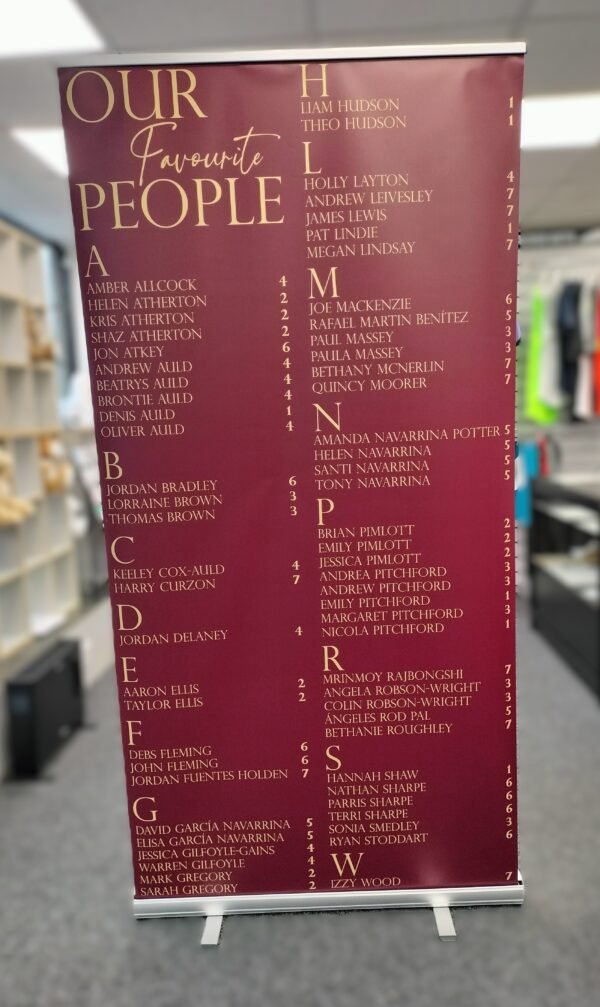 OUR
Favourite
PEOPLE
A
AMBER ALLCOCK 4
HELEN ATHERTON 2
KRIS ATHERTON 2
SHAZ ATHERTON 2
JON ATKEY 6
ANDREW AULD 4
BEATRYS AULD 4
BRONTIE AULD 4
DENIS AULD 1
OLIVER AULD 4
B
JORDAN BRADLEY 6
LORRAINE BROWN 3
THOMAS BROWN 3
C
KEELEY COX-AULD 4
HARRY CURZON 7
D
JORDAN DELANEY 4
E
AARON ELLIS 2
TAYLOR ELLIS 2
F
DEBS FLEMING 6
JOHN FLEMING 6
JORDAN FUENTES HOLDEN 7
G
DAVID GARCÍA NAVARRINA 5
ELISA GARCÍA NAVARRINA 5
JESSICA GILFOYLE-GAINS 4
WARREN GILFOYLE 4
MARK GREGORY 2
SARAH GREGORY 2
H
LIAM HUDSON 1
THEO HUDSON 1
L
HOLLY LAYTON 4
ANDREW LEIVESLEY 7
JAMES LEWIS 7
PAT LINDIE 1
MEGAN LINDSAY 7
M
JOE MACKENZIE 6
RAFAEL MARTIN BENÍTEZ 5
PAUL MASSEY 3
PAULA MASSEY 3
BETHANY MCNERLIN 7
QUINCY MOORER 7
N
AMANDA NAVARRINA POTTER 5
HELEN NAVARRINA 5
SANTI NAVARRINA 5
TONY NAVARRINA 5
P
BRIAN PIMLOTT 2
EMILY PIMLOTT 2
JESSICA PIMLOTT 2
ANDREA PITCHFORD 3
ANDREW PITCHFORD 3
EMILY PITCHFORD 1
MARGARET PITCHFORD 3
NICOLA PITCHFORD 1
R
MRINMOY RAJBONGSHI 7
ANGELA ROBSON-WRIGHT 3
COLIN ROBSON-WRIGHT 3
ÁNGELES ROD PAL 5
BETHANIE ROUGHLEY 7
S
HANNAH SHAW 1
NATHAN SHARPE 6
PARRIS SHARPE 6
TERRI SHARPE 6
SONIA SMEDLEY 3
RYAN STODDART 6
W
IZZY WOOD 7